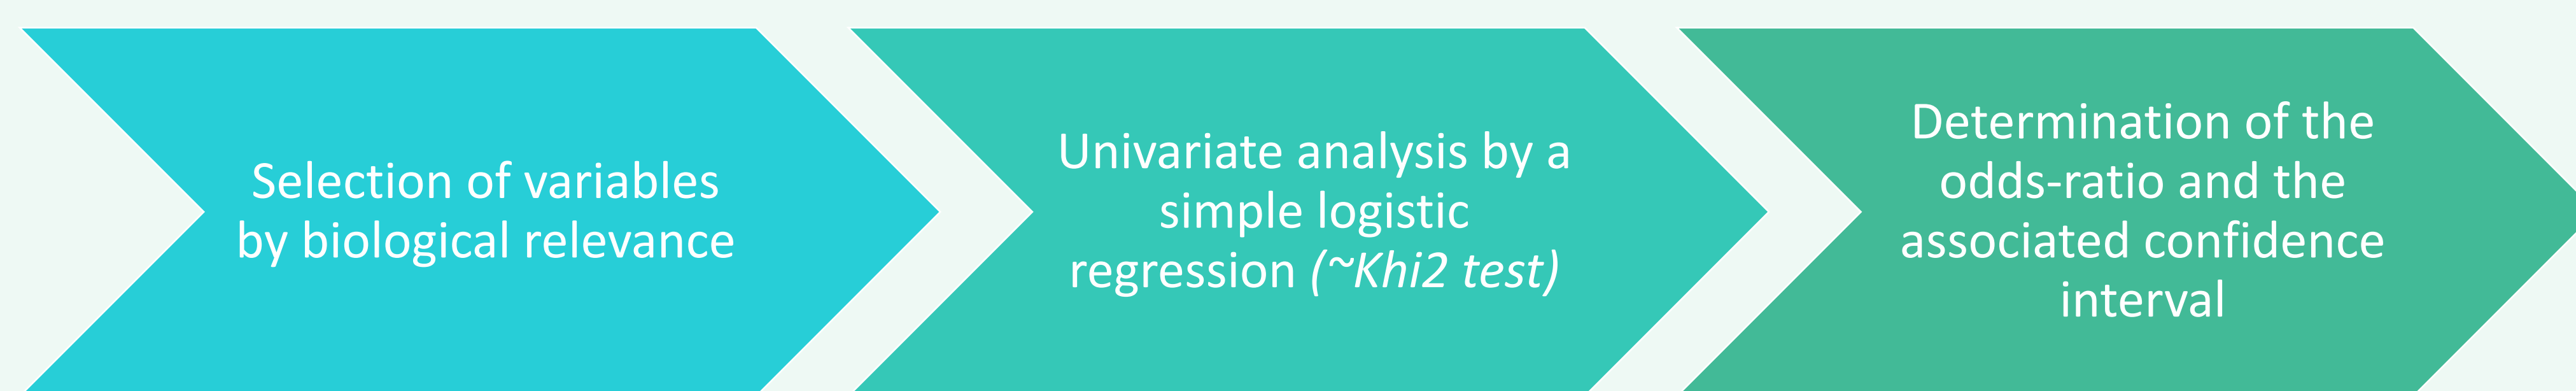 Selection of variables
by biological relevance
Univariate analysis by a
simple logistic
regression (~Khi2 test)
Determination of the
odds-ratio and the
associated confidence
interval